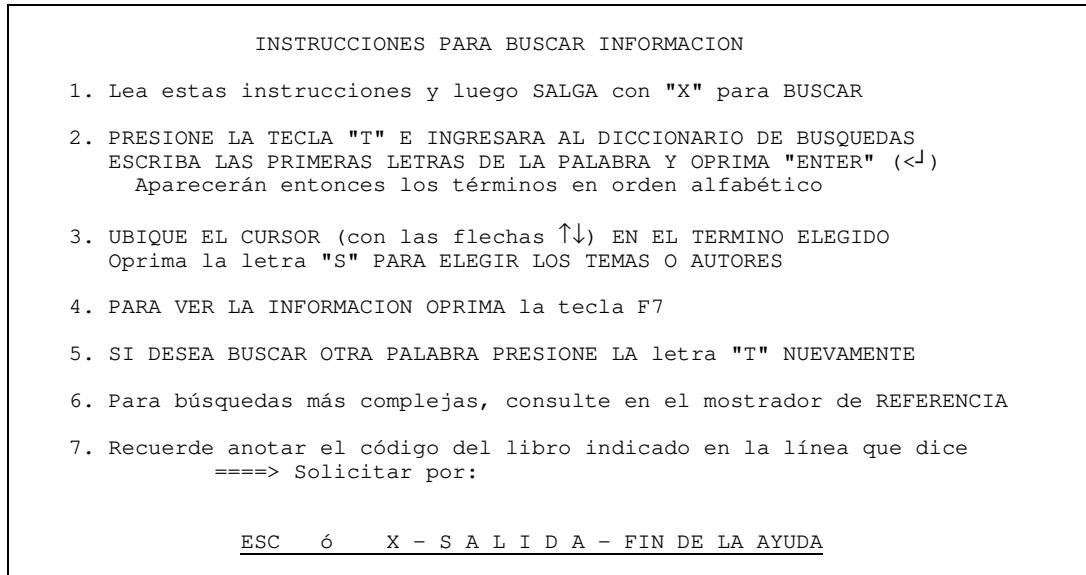 INSTRUCCIONES PARA BUSCAR INFORMACION
1. Lea estas instrucciones y luego SALGA con "X" para BUSCAR
2. PRESIONE LA TECLA "T" E INGRESARA AL DICCIONARIO DE BUSQUEDAS
ESCRIBA LAS PRIMERAS LETRAS DE LA PALABRA Y OPRIMA "ENTER" (<┘)
Aparecerán entonces los términos en orden alfabético
3. UBIQUE EL CURSOR (con las flechas ↑↓) EN EL TERMINO ELEGIDO
Oprima la letra "S" PARA ELEGIR LOS TEMAS O AUTORES
4. PARA VER LA INFORMACION OPRIMA la tecla F7
5. SI DESEA BUSCAR OTRA PALABRA PRESIONE LA letra "T" NUEVAMENTE
6. Para búsquedas más complejas, consulte en el mostrador de REFERENCIA
7. Recuerde anotar el código del libro indicado en la línea que dice
====> Solicitar por:
ESC ó X – S A L I D A – FIN DE LA AYUDA